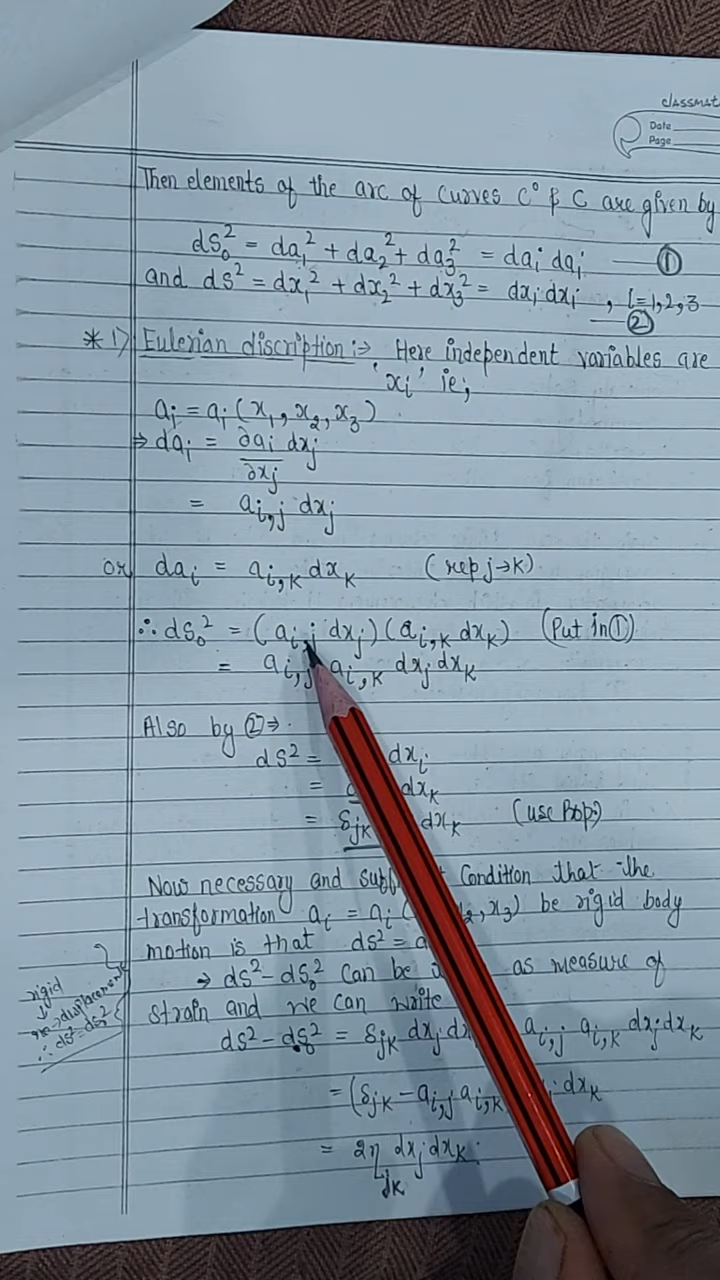 classmat
Date
Page
Then elements of the arc of curves C° & C are given by
ds₀² = da₁² + da₂² + da₃² = daᵢ daᵢ — ①
and ds² = dx₁² + dx₂² + dx₃² = dxᵢ dxᵢ , i=1,2,3
— ②
* 1) Eulerian discription :→ Here independent variables are
'xᵢ' ie;
aᵢ = aᵢ (x₁, x₂, x₃)
⇒ daᵢ = ∂aᵢ/∂xⱼ dxⱼ
= aᵢ,ⱼ dxⱼ
or daᵢ = aᵢ,ₖ dxₖ (rep j→k)
∴ ds₀² = (aᵢ,ⱼ dxⱼ)(aᵢ,ₖ dxₖ) (Put in ①)
= aᵢ,ⱼ aᵢ,ₖ dxⱼ dxₖ
Also by ② ⇒
ds² = dxᵢ
= dxₖ
= δⱼₖ dxₖ (use Prop.)
Now necessary and condition that the
transformation aᵢ = aᵢ ( x₃) be rigid body
motion is that ds² =
→ ds² - ds₀² can be as measure of
strain and we can write
rigid
↓
no displacement
∴ ds² = ds₀²
ds² - ds₀² = δⱼₖ dxⱼ aᵢ,ⱼ aᵢ,ₖ dxⱼ dxₖ
= (δⱼₖ - aᵢ,ⱼ aᵢ,ₖ dxₖ
= 2ηⱼₖ dxⱼ dxₖ